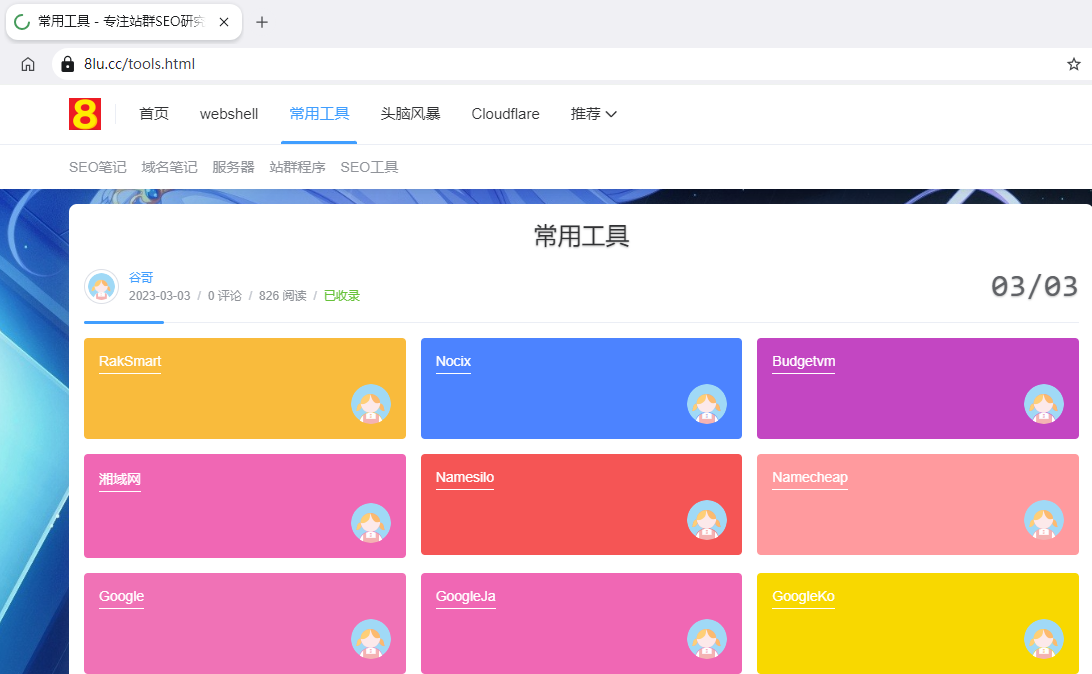 常用工具 - 专注站群SEO研究
8lu.cc/tools.html
8 首页 webshell 常用工具 头脑风暴 Cloudflare 推荐
SEO笔记 域名笔记 服务器 站群程序 SEO工具
常用工具
谷哥
2023-03-03 / 0 评论 / 826 阅读 / 已收录
03/03
RakSmart Nocix Budgetvm
湘域网 Namesilo Namecheap
Google GoogleJa GoogleKo